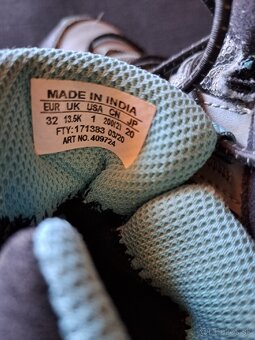 MADE IN INDIA
EUR UK USA CN JP
32 13.5K 1 200(2) 20
FTY:171383 03/20
ART NO. 409724